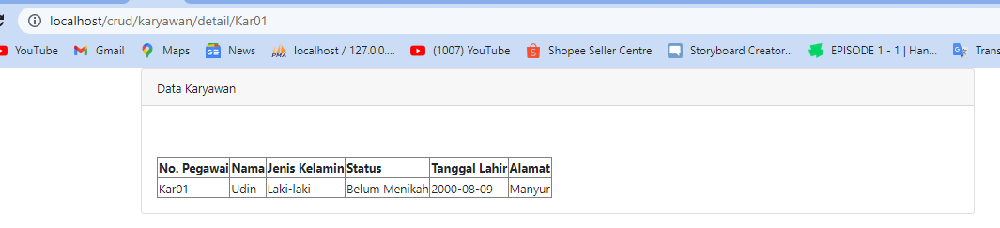 localhost/crud/karyawan/detail/Kar01
YouTube Gmail Maps News localhost / 127.0.0.... (1007) YouTube Shopee Seller Centre Storyboard Creator... EPISODE 1 - 1 | Han... Trans
Data Karyawan
No. Pegawai Nama Jenis Kelamin Status Tanggal Lahir Alamat
Kar01 Udin Laki-laki Belum Menikah 2000-08-09 Manyur